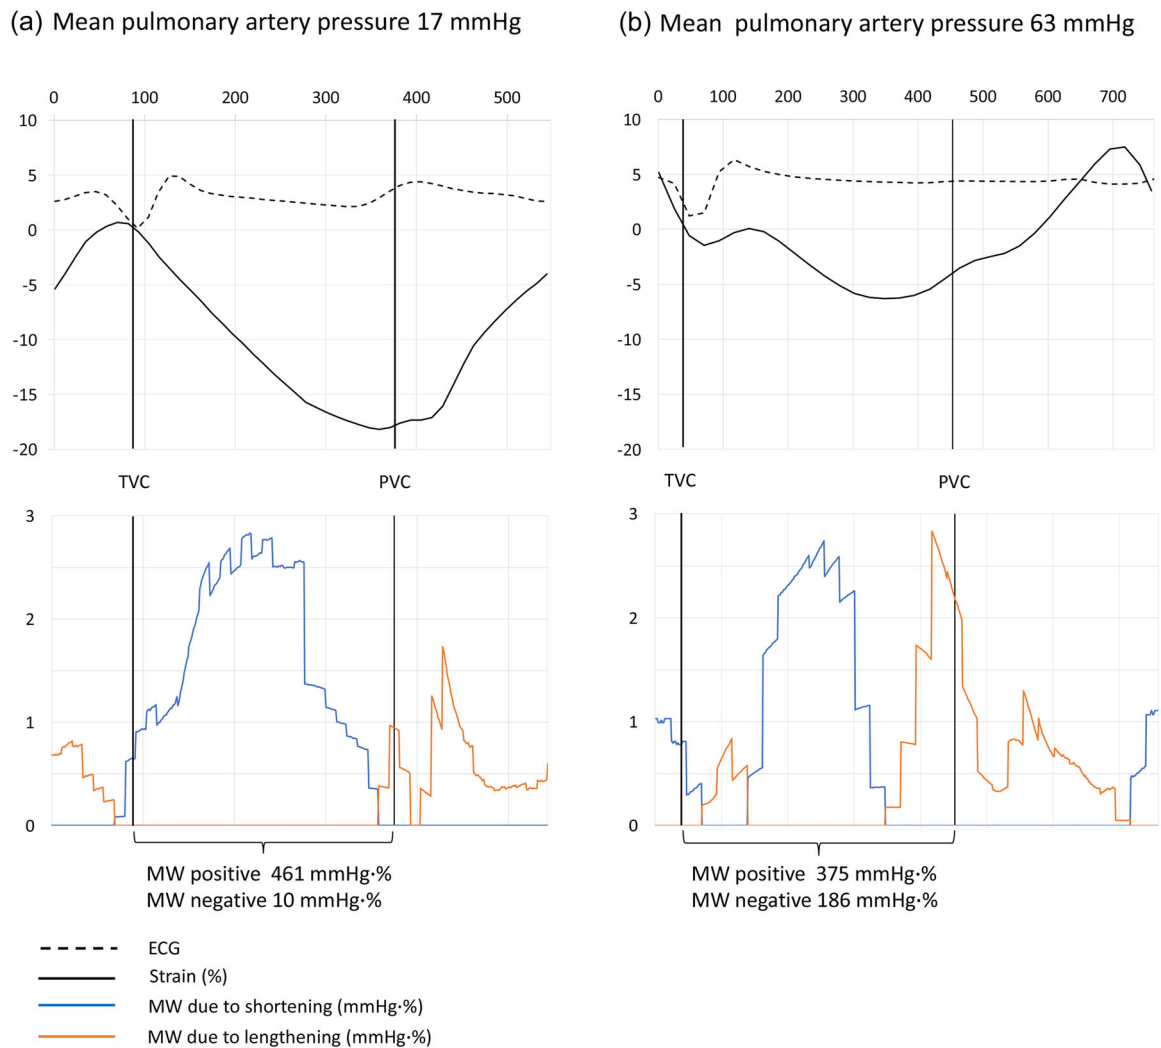 (a) Mean pulmonary artery pressure 17 mmHg
0 100 200 300 400 500
10
5
0
-5
-10
-15
-20
TVC PVC
3
2
1
0
MW positive 461 mmHg·%
MW negative 10 mmHg·%
(b) Mean pulmonary artery pressure 63 mmHg
0 100 200 300 400 500 600 700
10
5
0
-5
-10
-15
-20
TVC PVC
3
2
1
0
MW positive 375 mmHg·%
MW negative 186 mmHg·%
ECG
Strain (%)
MW due to shortening (mmHg·%)
MW due to lengthening (mmHg·%)